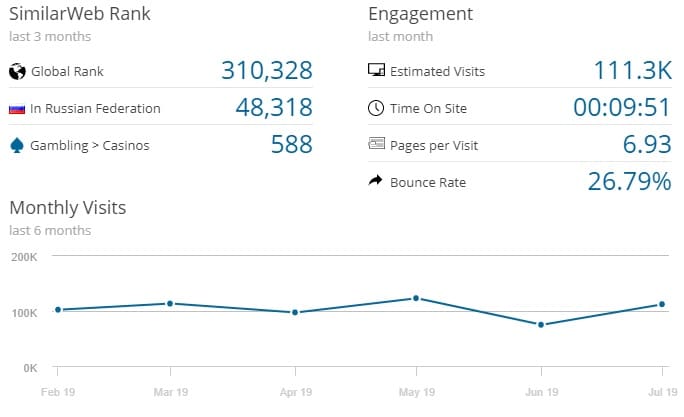 SimilarWeb Rank
last 3 months
Global Rank 310,328
In Russian Federation 48,318
Gambling > Casinos 588
Engagement
last month
Estimated Visits 111.3K
Time On Site 00:09:51
Pages per Visit 6.93
Bounce Rate 26.79%
Monthly Visits
last 6 months
200K
100K
0K
Feb 19 Mar 19 Apr 19 May 19 Jun 19 Jul 19